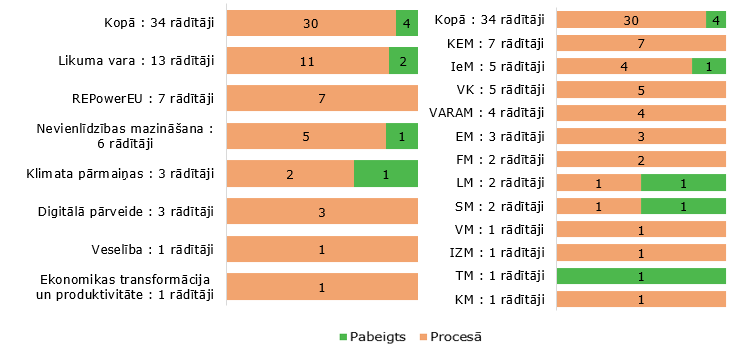 Kopā : 34 rādītāji
30
4
Likuma vara : 13 rādītāji
11
2
REPowerEU : 7 rādītāji
7
Nevienlīdzības mazināšana :
6 rādītāji
5
1
Klimata pārmaiņas : 3 rādītāji
2
1
Digitālā pārveide : 3 rādītāji
3
Veselība : 1 rādītāji
1
Ekonomikas transformācija
un produktivitāte : 1 rādītāji
1
Kopā : 34 rādītāji
30
4
KEM : 7 rādītāji
7
IeM : 5 rādītāji
4
1
VK : 5 rādītāji
5
VARAM : 4 rādītāji
4
EM : 3 rādītāji
3
FM : 2 rādītāji
2
LM : 2 rādītāji
1
1
SM : 2 rādītāji
1
1
VM : 1 rādītāji
1
IZM : 1 rādītāji
1
TM : 1 rādītāji
1
KM : 1 rādītāji
1
Pabeigts
Procesā